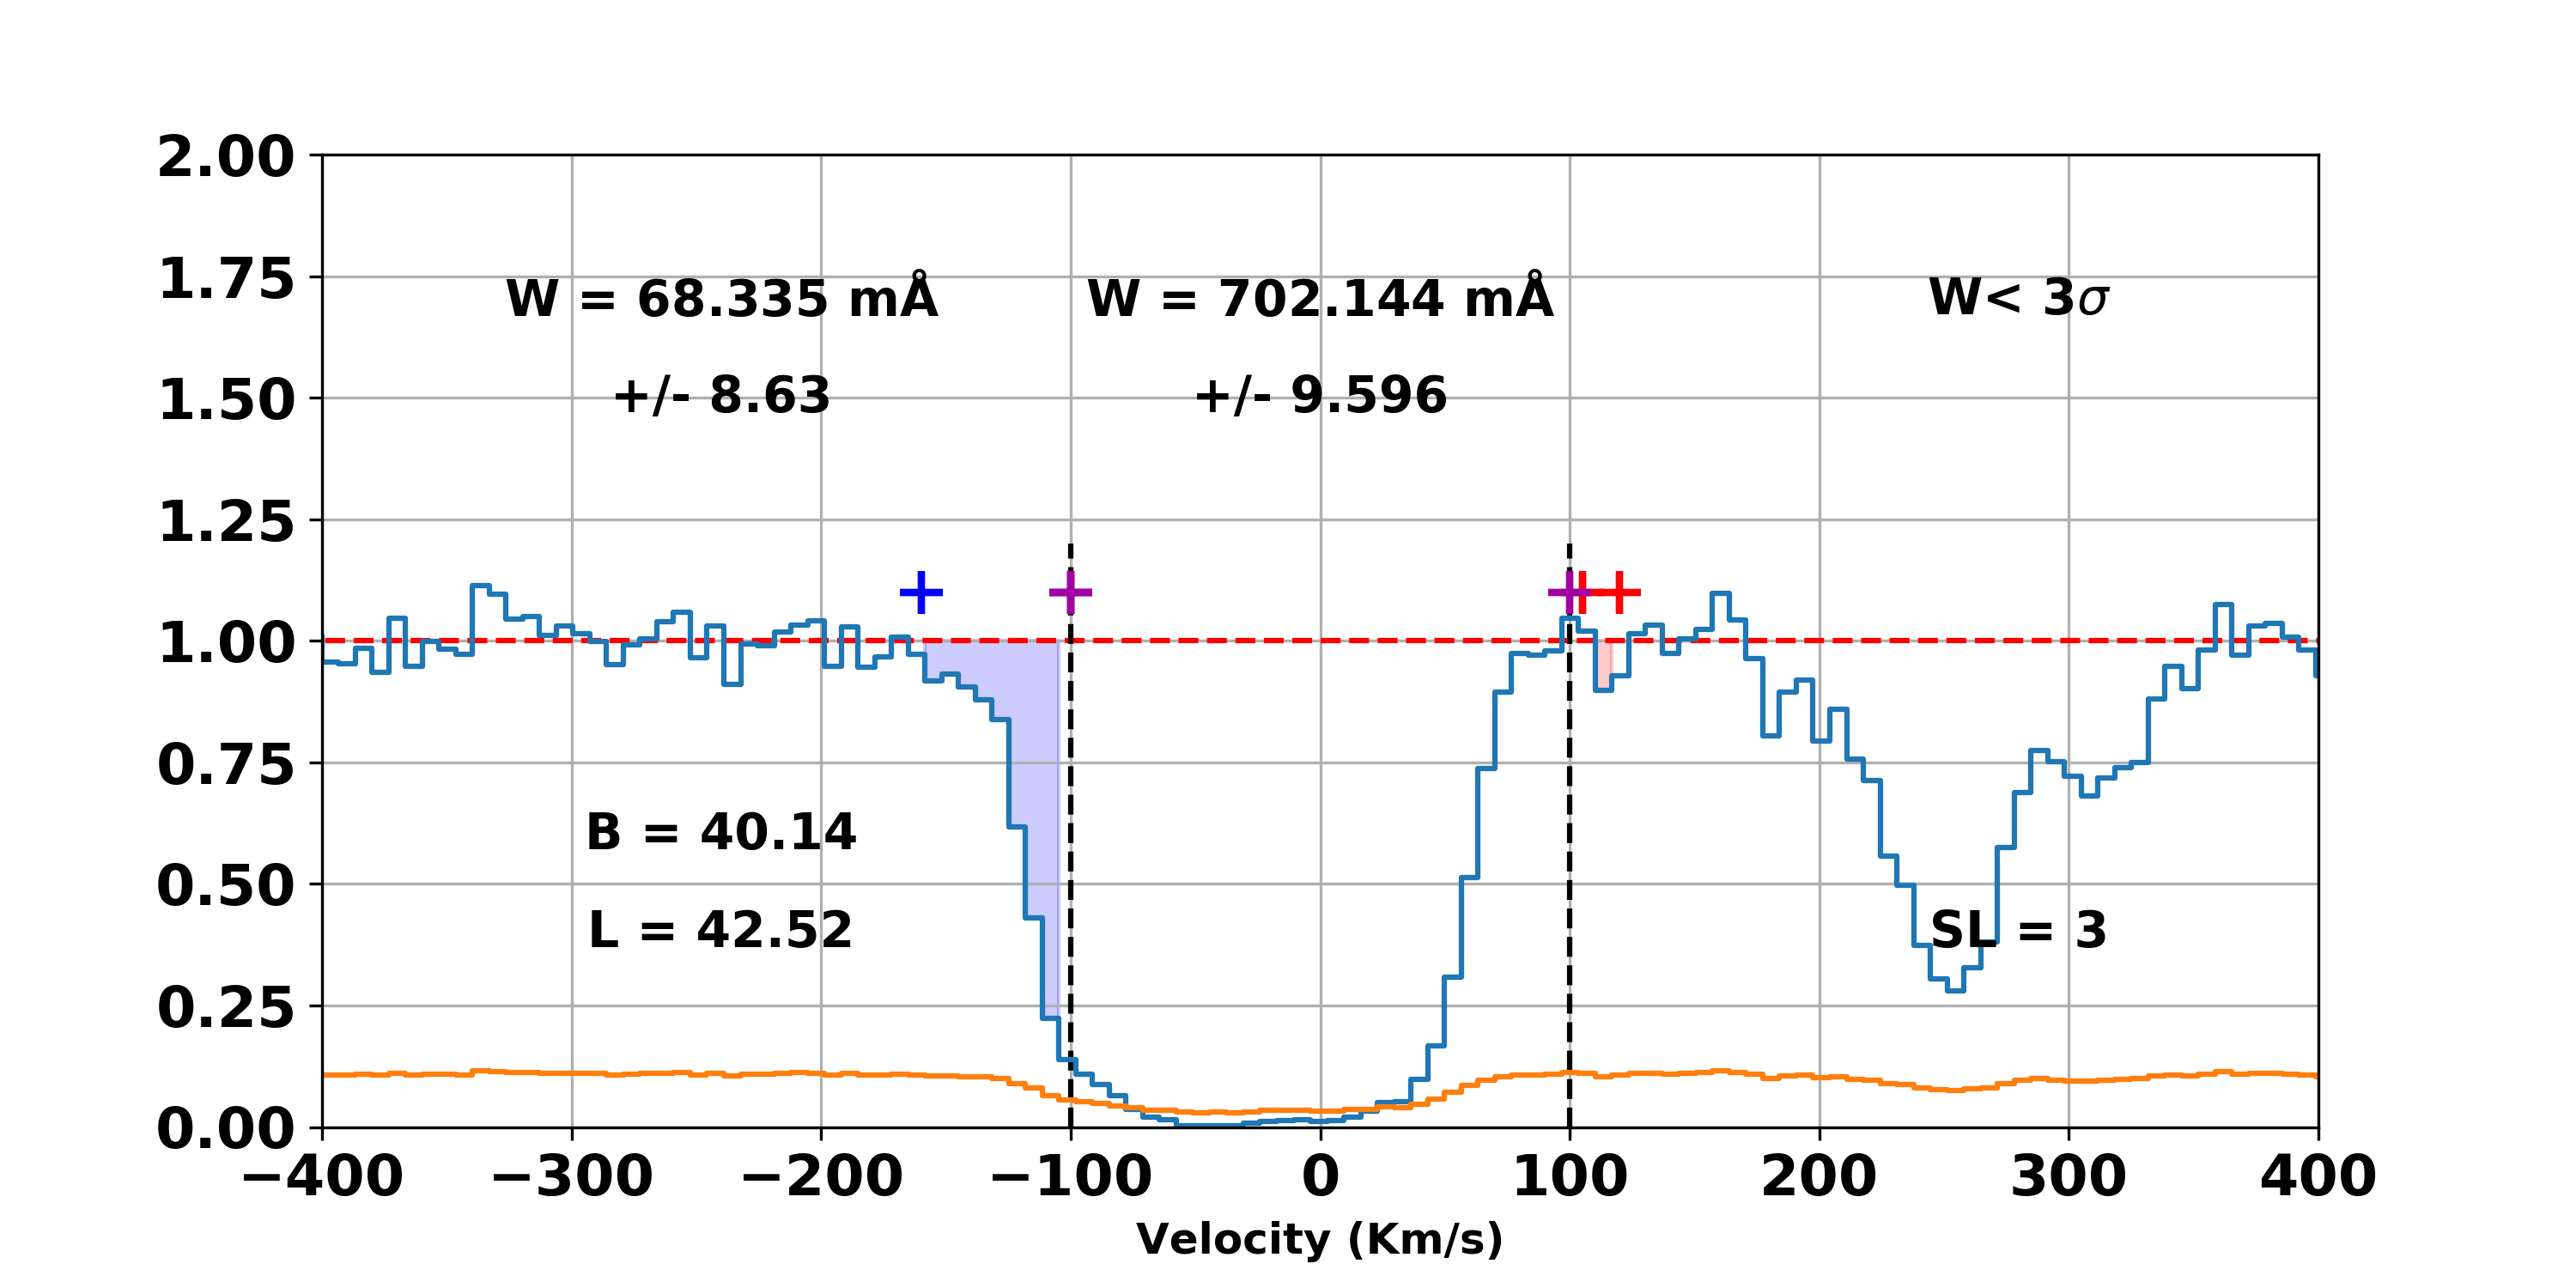 2.00
1.75
1.50
1.25
1.00
0.75
0.50
0.25
0.00
W = 68.335 mÅ
+/- 8.63
W = 702.144 mÅ
+/- 9.596
W< 3σ
B = 40.14
L = 42.52
SL = 3
−400 −300 −200 −100 0 100 200 300 400
Velocity (Km/s)